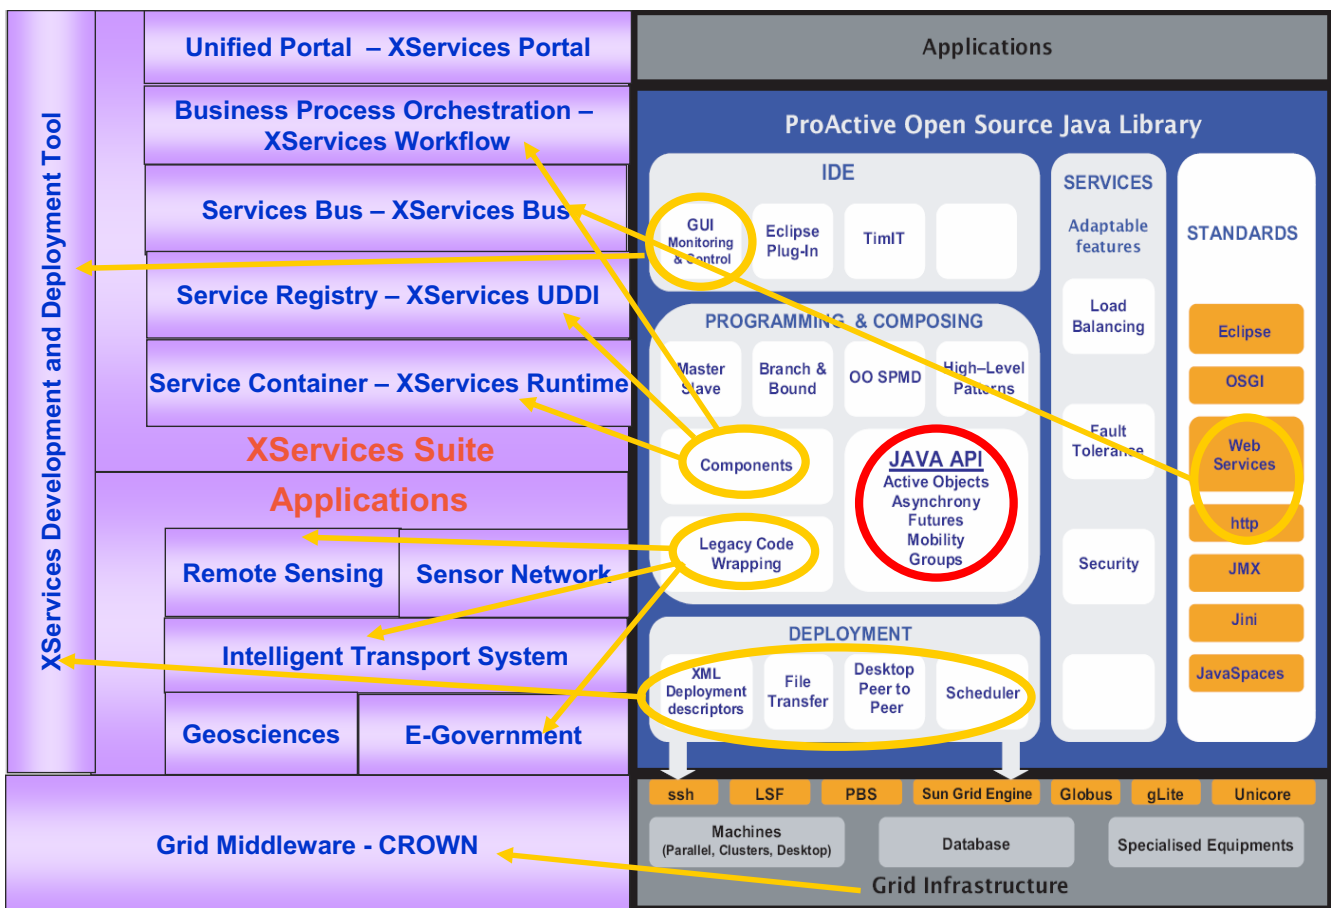 XServices Development and Deployment Tool
Unified Portal – XServices Portal
Business Process Orchestration –
XServices Workflow
Services Bus – XServices Bus
Service Registry – XServices UDDI
Service Container – XServices Runtime
XServices Suite
Applications
Remote Sensing
Sensor Network
Intelligent Transport System
Geosciences
E-Government
Grid Middleware - CROWN
Applications
ProActive Open Source Java Library
IDE
GUI
Monitoring
& Control
Eclipse
Plug-In
TimIT
PROGRAMMING & COMPOSING
Master
Slave
Branch &
Bound
OO SPMD
High–Level
Patterns
Components
JAVA API
Active Objects
Asynchrony
Futures
Mobility
Groups
Legacy Code
Wrapping
DEPLOYMENT
XML
Deployment
descriptors
File
Transfer
Desktop
Peer to
Peer
Scheduler
SERVICES
Adaptable
features
Load
Balancing
Fault
Tolerance
Security
STANDARDS
Eclipse
OSGI
Web
Services
http
JMX
Jini
JavaSpaces
ssh
LSF
PBS
Sun Grid Engine
Globus
gLite
Unicore
Machines
(Parallel, Clusters, Desktop)
Database
Specialised Equipments
Grid Infrastructure